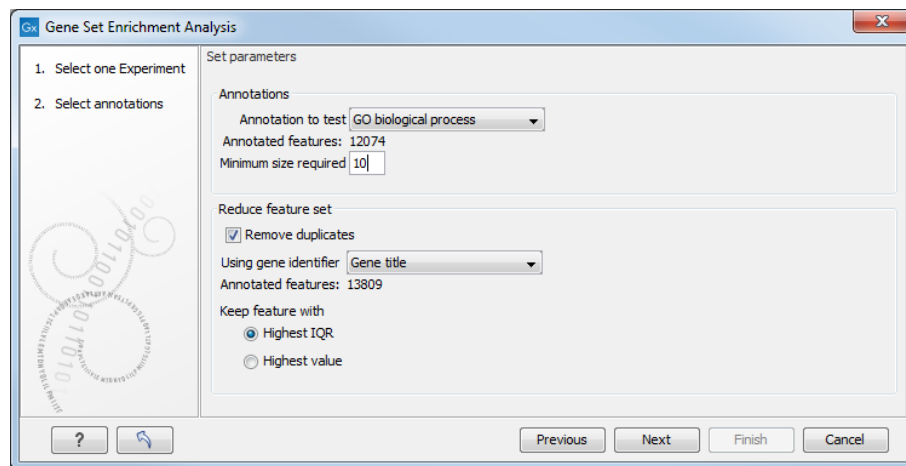 Gx Gene Set Enrichment Analysis
1. Select one Experiment
2. Select annotations
Set parameters
Annotations
Annotation to test GO biological process
Annotated features: 12074
Minimum size required 10
Reduce feature set
Remove duplicates
Using gene identifier Gene title
Annotated features: 13809
Keep feature with
Highest IQR
Highest value
? Previous Next Finish Cancel